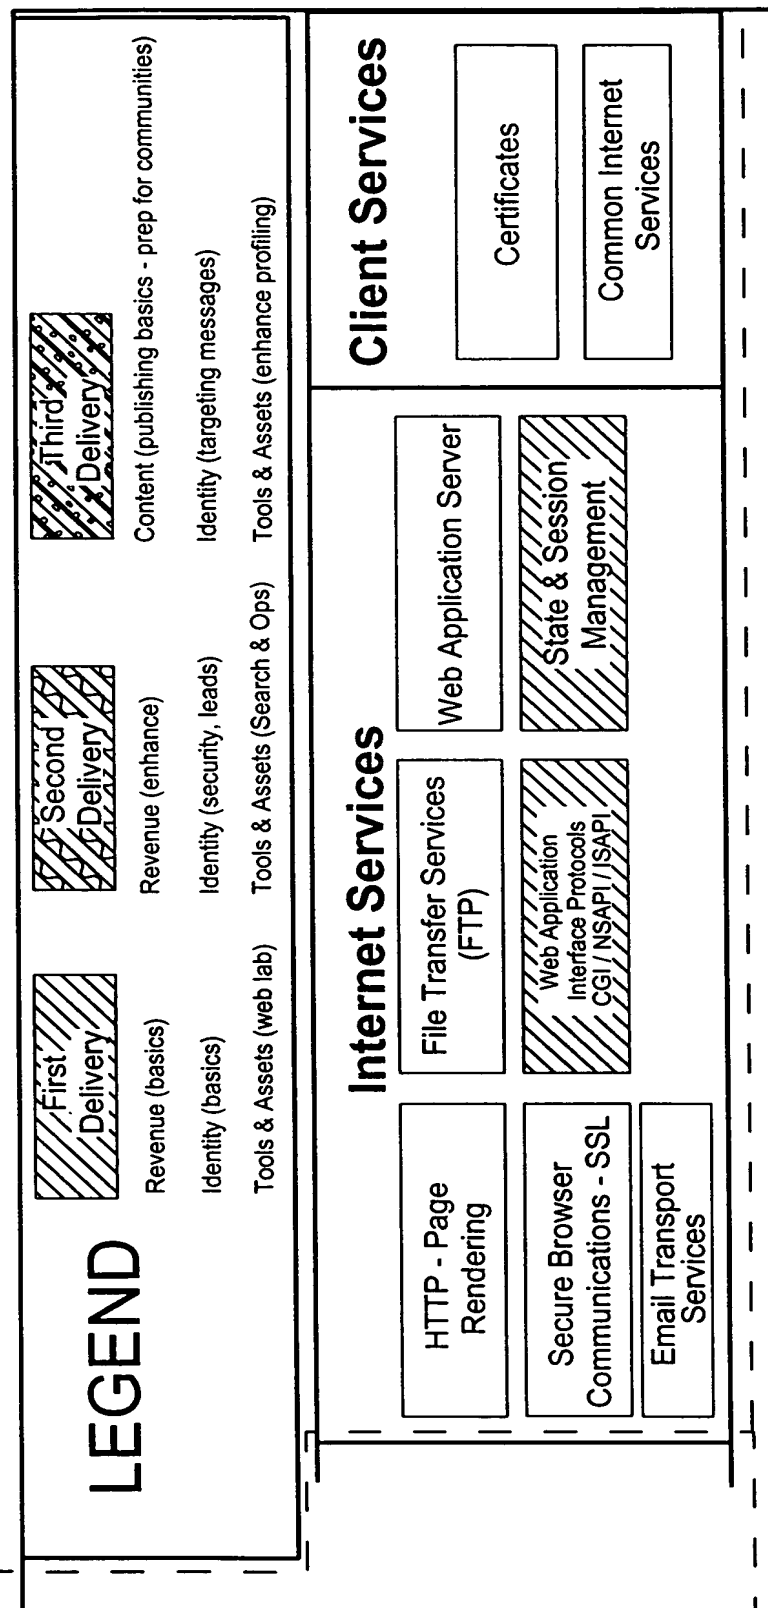 LEGEND
First
Delivery
Revenue (basics)
Identity (basics)
Tools & Assets (web lab)
Second
Delivery
Revenue (enhance)
Identity (security, leads)
Tools & Assets (Search & Ops)
Third
Delivery
Content (publishing basics - prep for communities)
Identity (targeting messages)
Tools & Assets (enhance profiling)
Internet Services
HTTP - Page
Rendering
File Transfer Services
(FTP)
Web Application Server
Secure Browser
Communications - SSL
Web Application
Interface Protocols
CGI / NSAPI / ISAPI
State & Session
Management
Email Transport
Services
Client Services
Certificates
Common Internet
Services